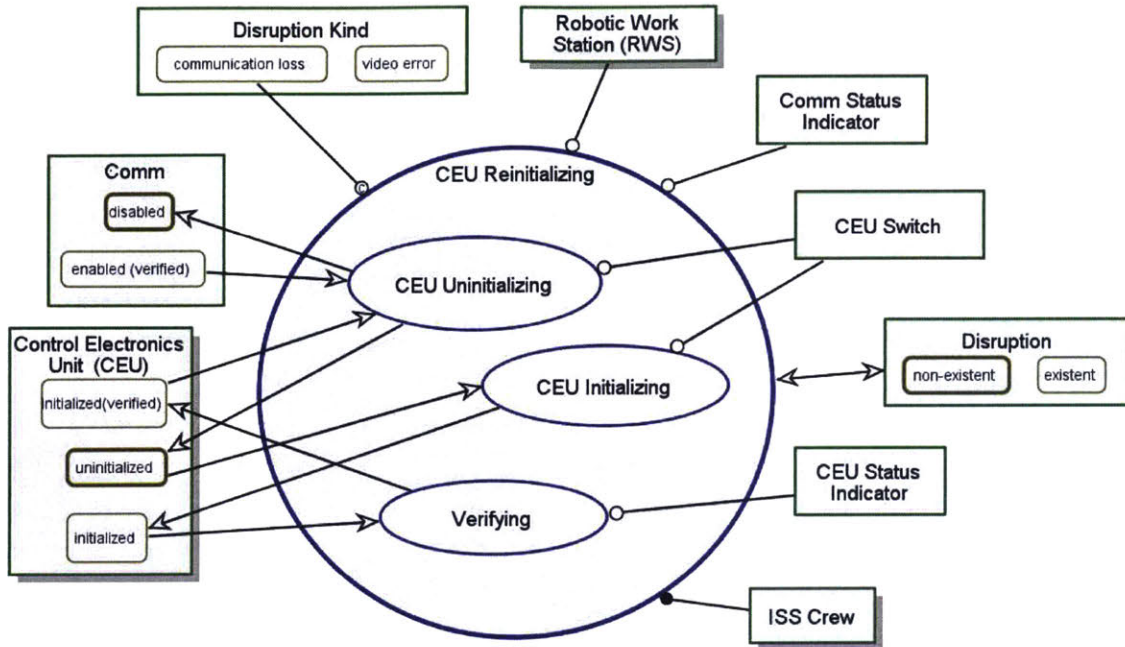 Disruption Kind
communication loss
video error
Robotic Work
Station (RWS)
Comm Status
Indicator
Comm
disabled
enabled (verified)
CEU Reinitializing
CEU Switch
CEU Uninitializing
Control Electronics
Unit (CEU)
initialized(verified)
uninitialized
initialized
CEU Initializing
Disruption
non-existent
existent
CEU Status
Indicator
Verifying
ISS Crew
c